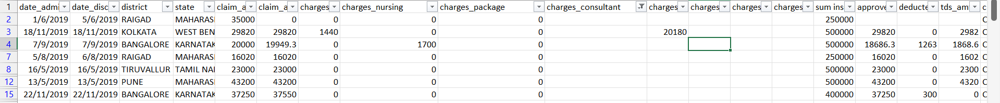 1 date_admi date_disc district state claim_a claim_a charges charges_nursing charges_package charges_consultant charges charges charges charges sum ins approve deducte tds_am c
2 1/6/2019 5/6/2019 RAIGAD MAHARAS 35000 0 0 0 0 250000 C
3 18/11/2019 18/11/2019 KOLKATA WEST BEN 29820 29820 1440 0 0 20180 500000 29820 0 2982 C
4 7/9/2019 7/9/2019 BANGALORE KARNATAK 20000 19949.3 0 1700 0 500000 18686.3 1263 1868.6 C
7 5/8/2019 6/8/2019 RAIGAD MAHARAS 16020 16020 0 0 0 250000 16020 0 1602 C
8 16/5/2019 16/5/2019 TIRUVALLUR TAMIL NA 23000 23000 0 0 0 500000 23000 0 2300 C
12 13/5/2019 13/5/2019 PUNE MAHARAS 43200 43200 0 0 0 500000 43200 0 4320 C
15 22/11/2019 22/11/2019 BANGALORE KARNATAK 37250 37550 0 0 0 400000 37250 300 0 C